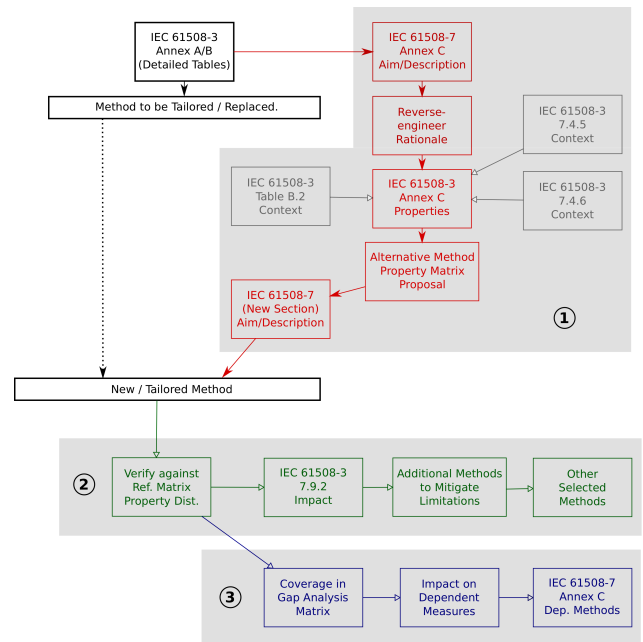 IEC 61508-3
Annex A/B
(Detailed Tables)
IEC 61508-7
Annex C
Aim/Description
Method to be Tailored / Replaced.
Reverse-
engineer
Rationale
IEC 61508-3
7.4.5
Context
IEC 61508-3
Table B.2
Context
IEC 61508-3
Annex C
Properties
IEC 61508-3
7.4.6
Context
Alternative Method
Property Matrix
Proposal
IEC 61508-7
(New Section)
Aim/Description
1
New / Tailored Method
2
Verify against
Ref. Matrix
Property Dist.
IEC 61508-3
7.9.2
Impact
Additional Methods
to Mitigate
Limitations
Other
Selected
Methods
3
Coverage in
Gap Analysis
Matrix
Impact on
Dependent
Measures
IEC 61508-7
Annex C
Dep. Methods